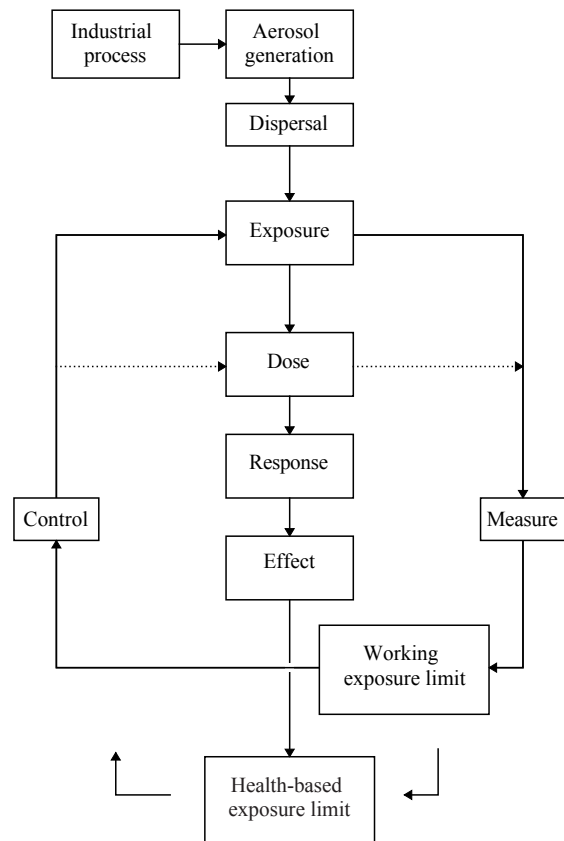 Industrial
process
Aerosol
generation
Dispersal
Exposure
Dose
Response
Control
Measure
Effect
Working
exposure limit
Health-based
exposure limit